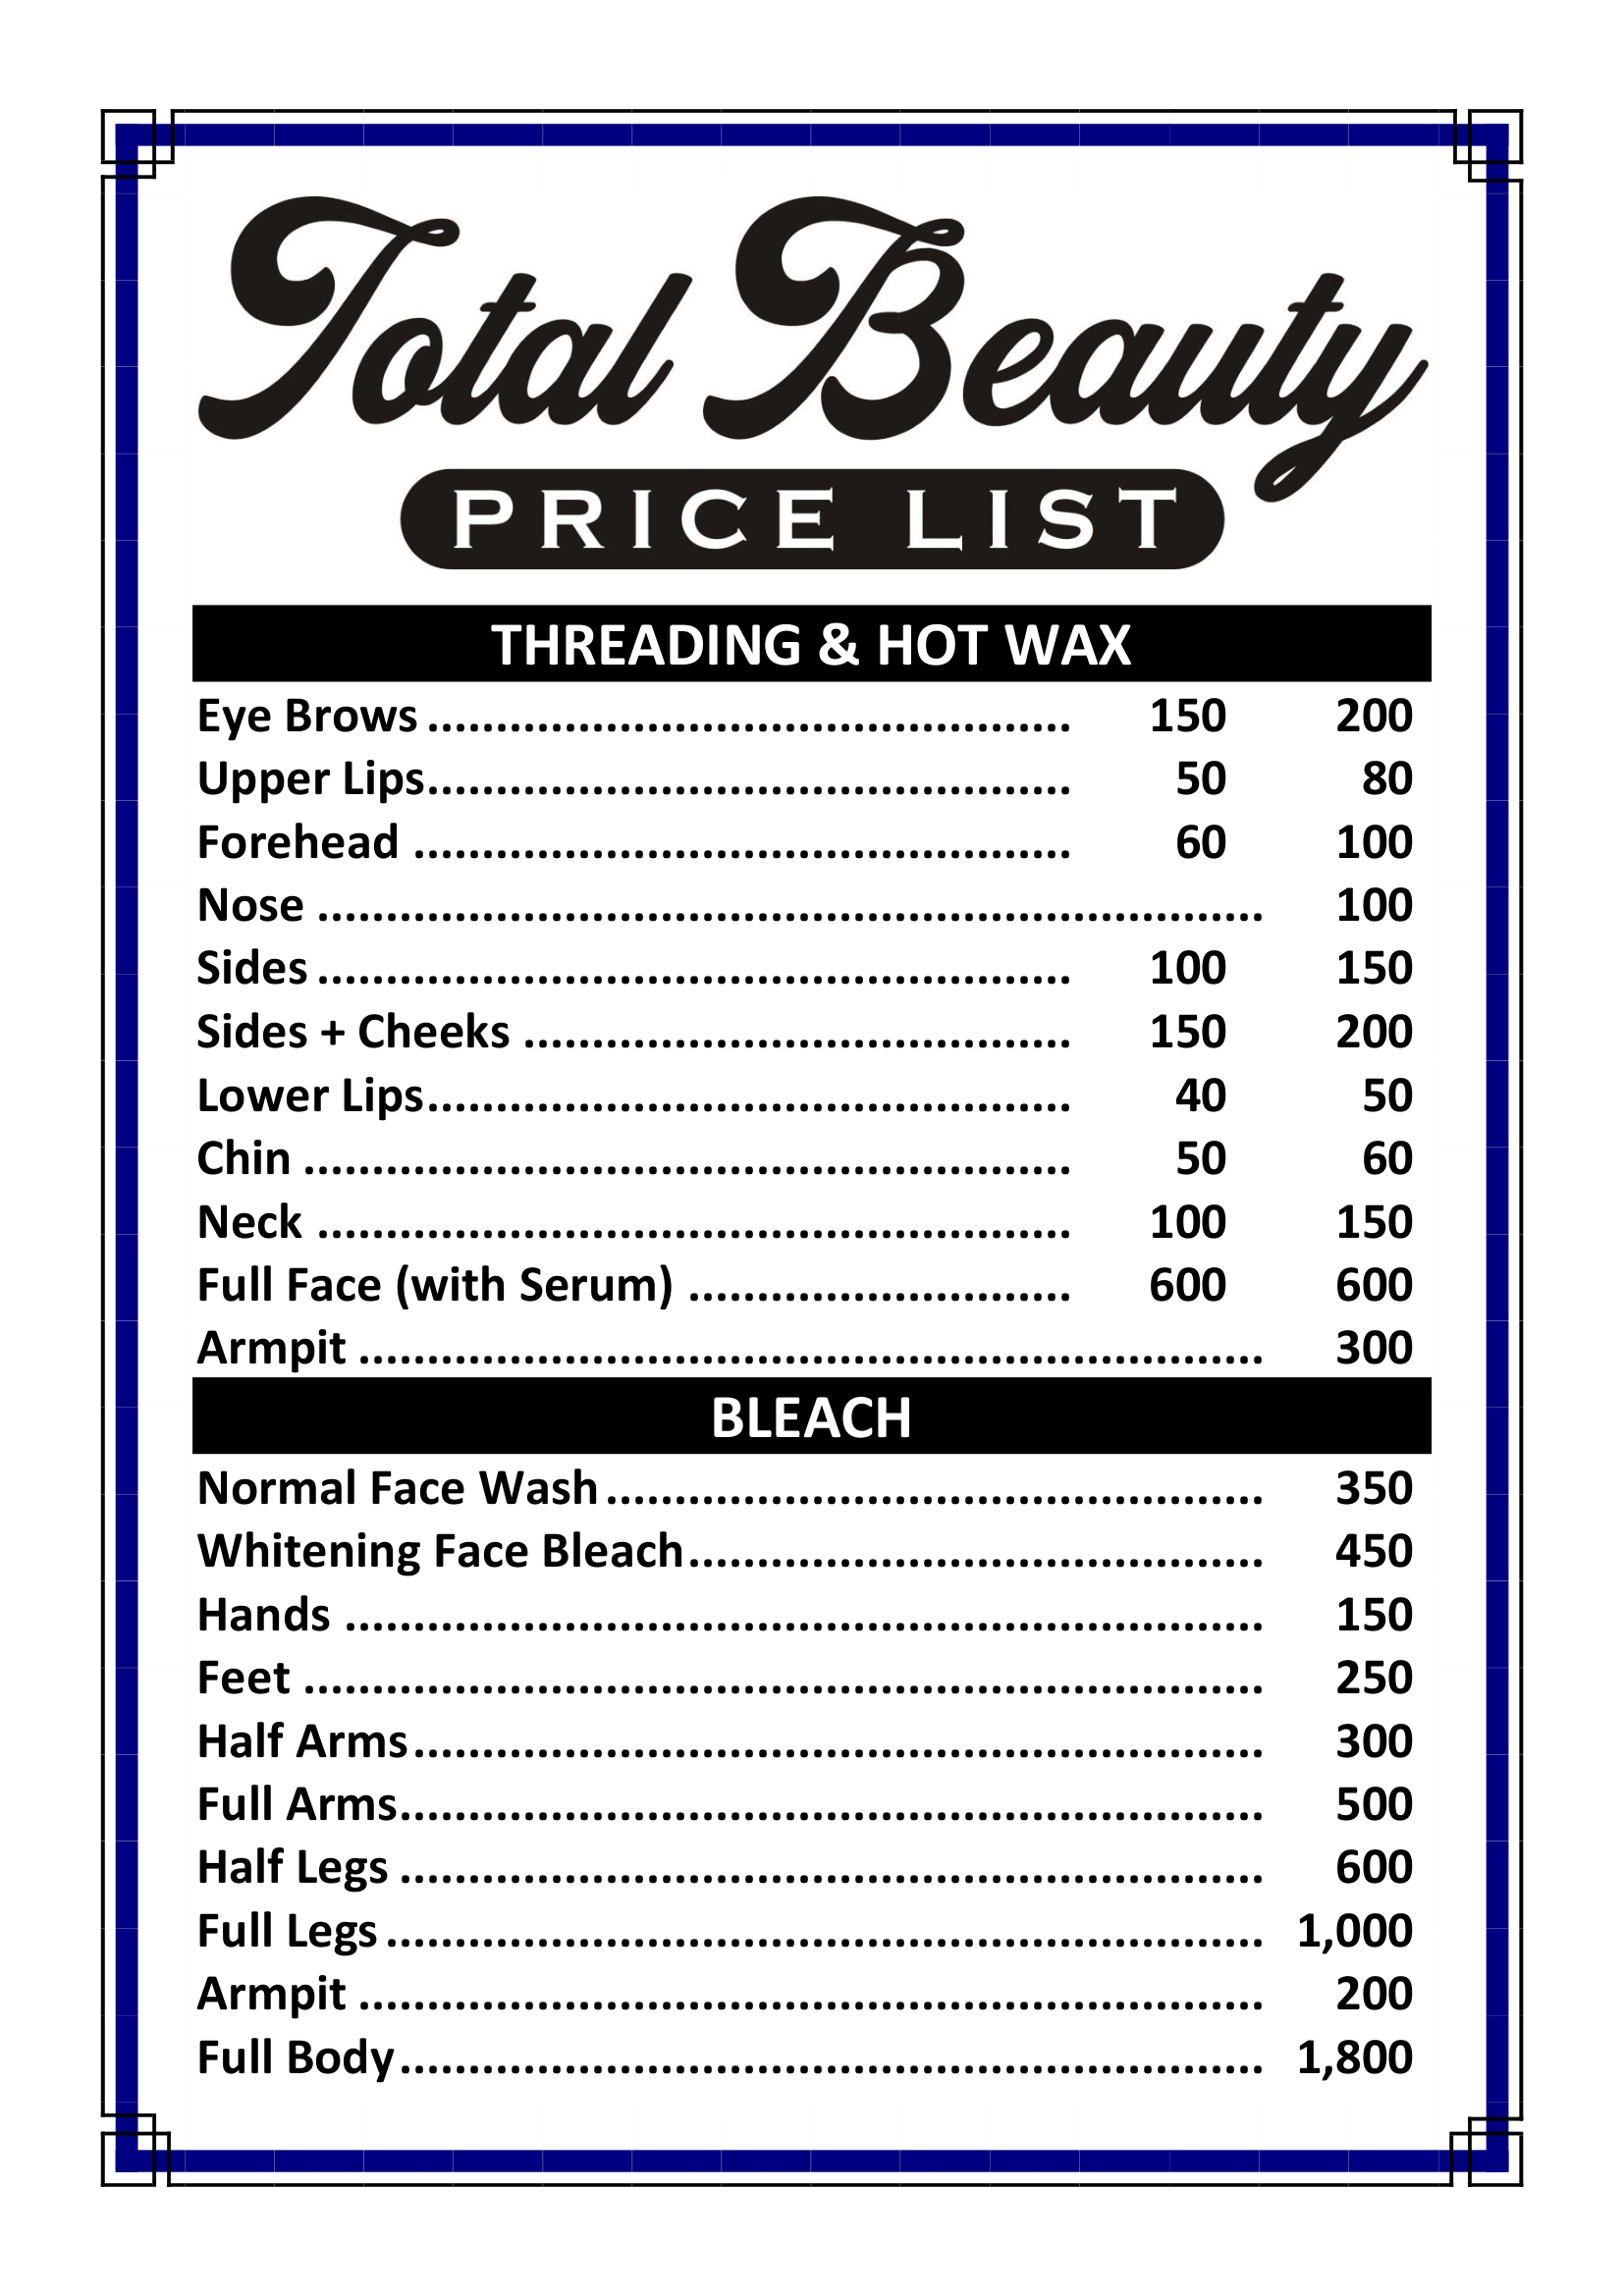 Total Beauty
PRICE LIST
THREADING & HOT WAX
Eye Brows ............................................... 150 200
Upper Lips............................................... 50 80
Forehead ................................................ 60 100
Nose ..................................................................... 100
Sides ....................................................... 100 150
Sides + Cheeks ........................................ 150 200
Lower Lips............................................... 40 50
Chin ........................................................ 50 60
Neck ....................................................... 100 150
Full Face (with Serum) ............................ 600 600
Armpit .................................................................. 300
BLEACH
Normal Face Wash................................................ 350
Whitening Face Bleach.......................................... 450
Hands ................................................................... 150
Feet ...................................................................... 250
Half Arms.............................................................. 300
Full Arms............................................................... 500
Half Legs ............................................................... 600
Full Legs ................................................................ 1,000
Armpit .................................................................. 200
Full Body............................................................... 1,800